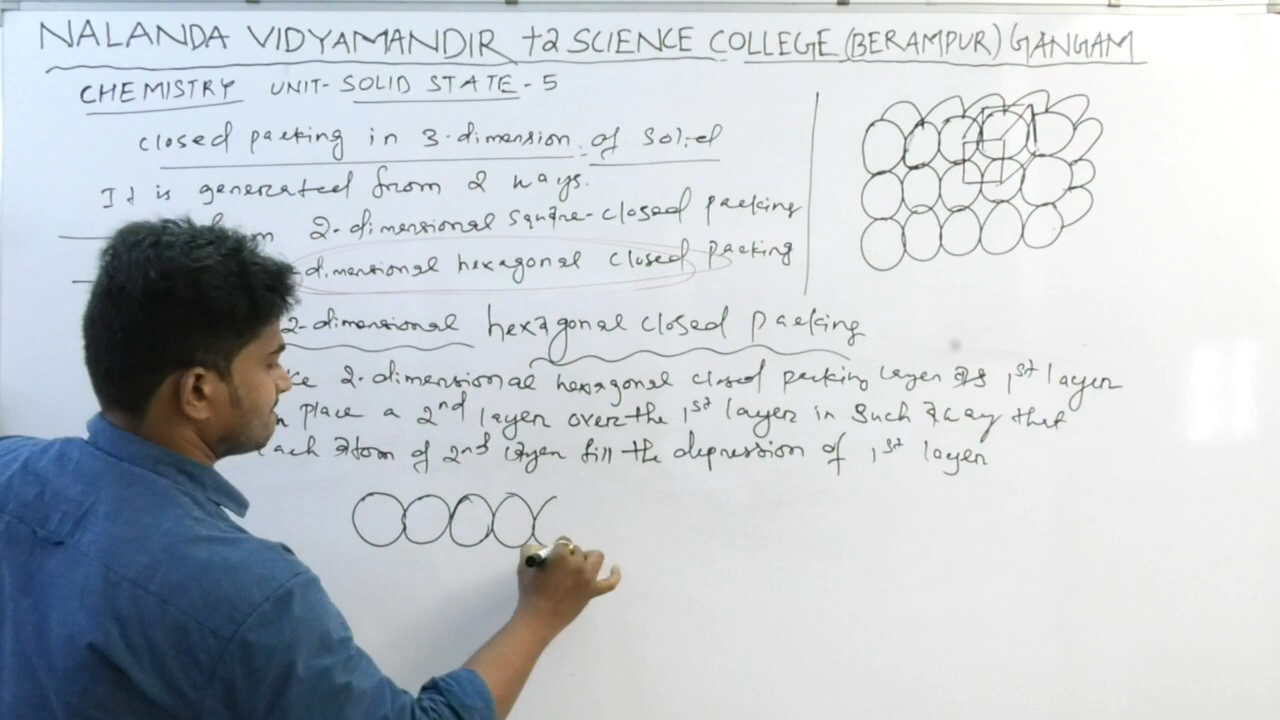 NALANDA VIDYAMANDIR +2 SCIENCE COLLEGE (BERAMPUR) GANGAM
CHEMISTRY UNIT- SOLID STATE - 5
closed packing in 3-dimension of solid
It is generated from 2 ways.
2-dimensional square-closed packing
dimensional hexagonal closed packing
2-dimensional hexagonal closed packing
2-dimensional hexagonal closed packing layer as 1st layer
place a 2nd layer over the 1st layer in such a way that
each atom of 2nd layer fill the depression of 1st layer